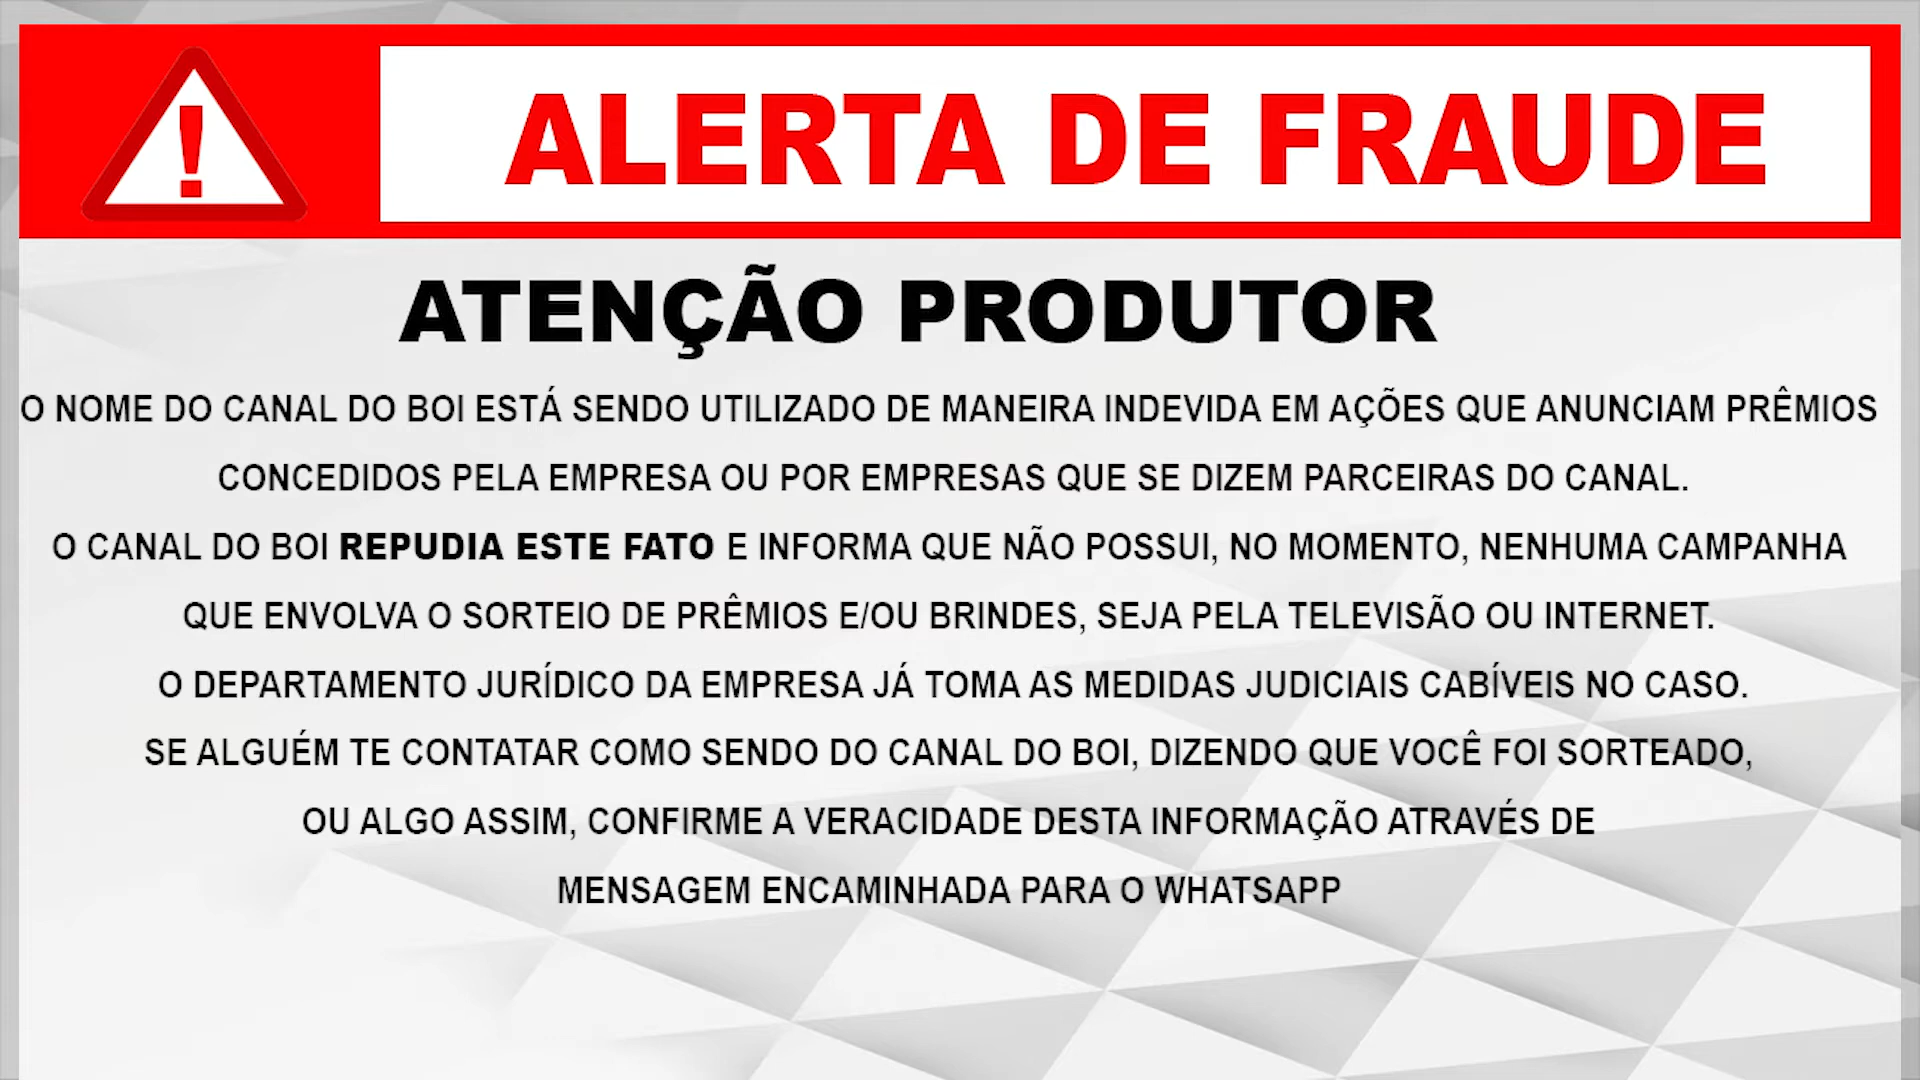 !
ALERTA DE FRAUDE
ATENÇÃO PRODUTOR
O NOME DO CANAL DO BOI ESTÁ SENDO UTILIZADO DE MANEIRA INDEVIDA EM AÇÕES QUE ANUNCIAM PRÊMIOS
CONCEDIDOS PELA EMPRESA OU POR EMPRESAS QUE SE DIZEM PARCEIRAS DO CANAL.
O CANAL DO BOI REPUDIA ESTE FATO E INFORMA QUE NÃO POSSUI, NO MOMENTO, NENHUMA CAMPANHA
QUE ENVOLVA O SORTEIO DE PRÊMIOS E/OU BRINDES, SEJA PELA TELEVISÃO OU INTERNET.
O DEPARTAMENTO JURÍDICO DA EMPRESA JÁ TOMA AS MEDIDAS JUDICIAIS CABÍVEIS NO CASO.
SE ALGUÉM TE CONTATAR COMO SENDO DO CANAL DO BOI, DIZENDO QUE VOCÊ FOI SORTEADO,
OU ALGO ASSIM, CONFIRME A VERACIDADE DESTA INFORMAÇÃO ATRAVÉS DE
MENSAGEM ENCAMINHADA PARA O WHATSAPP